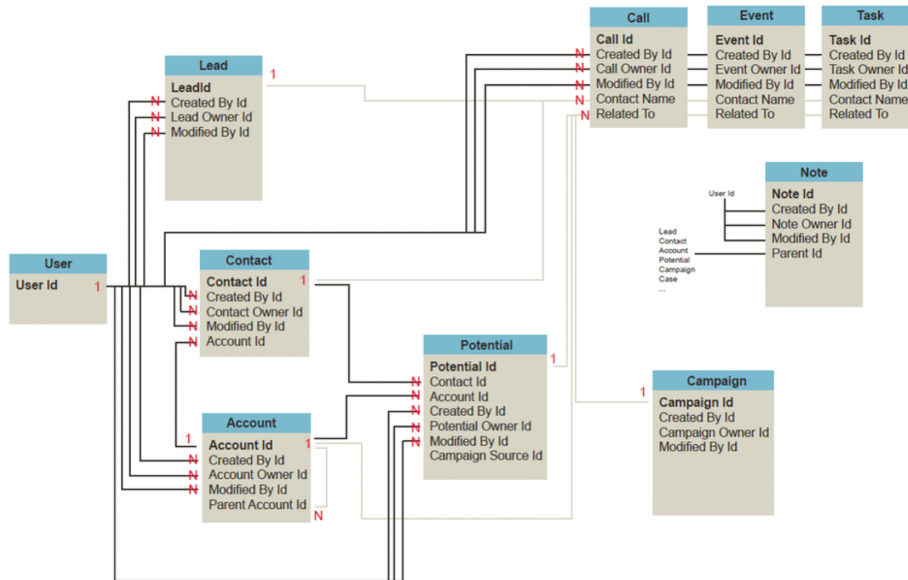 Call
Call Id
N Created By Id
N Call Owner Id
N Modified By Id
N Contact Name
N Related To
Event
Event Id
Created By Id
Event Owner Id
Modified By Id
Contact Name
Related To
Task
Task Id
Created By Id
Task Owner Id
Modified By Id
Contact Name
Related To
Lead
1
LeadId
N Created By Id
N Lead Owner Id
N Modified By Id
Note
Note Id
Created By Id
Note Owner Id
Modified By Id
Parent Id
User Id
Lead
Contact
Account
Potential
Campaign
Case
...
User
User Id 1
Contact
Contact Id 1
N Created By Id
N Contact Owner Id
N Modified By Id
N Account Id
Potential
Potential Id 1
N Contact Id
N Account Id
N Created By Id
N Potential Owner Id
N Modified By Id
Campaign Source Id
Campaign
1 Campaign Id
Created By Id
Campaign Owner Id
Modified By Id
Account
1 Account Id 1
N Created By Id
N Account Owner Id
N Modified By Id
Parent Account Id
N